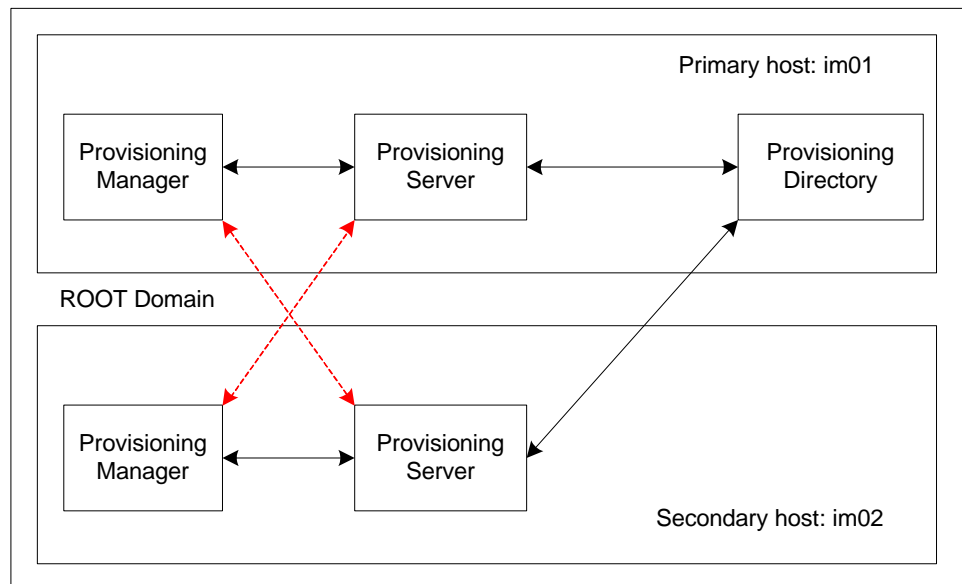 Primary host: im01
Provisioning
Manager
Provisioning
Server
Provisioning
Directory
ROOT Domain
Provisioning
Manager
Provisioning
Server
Secondary host: im02